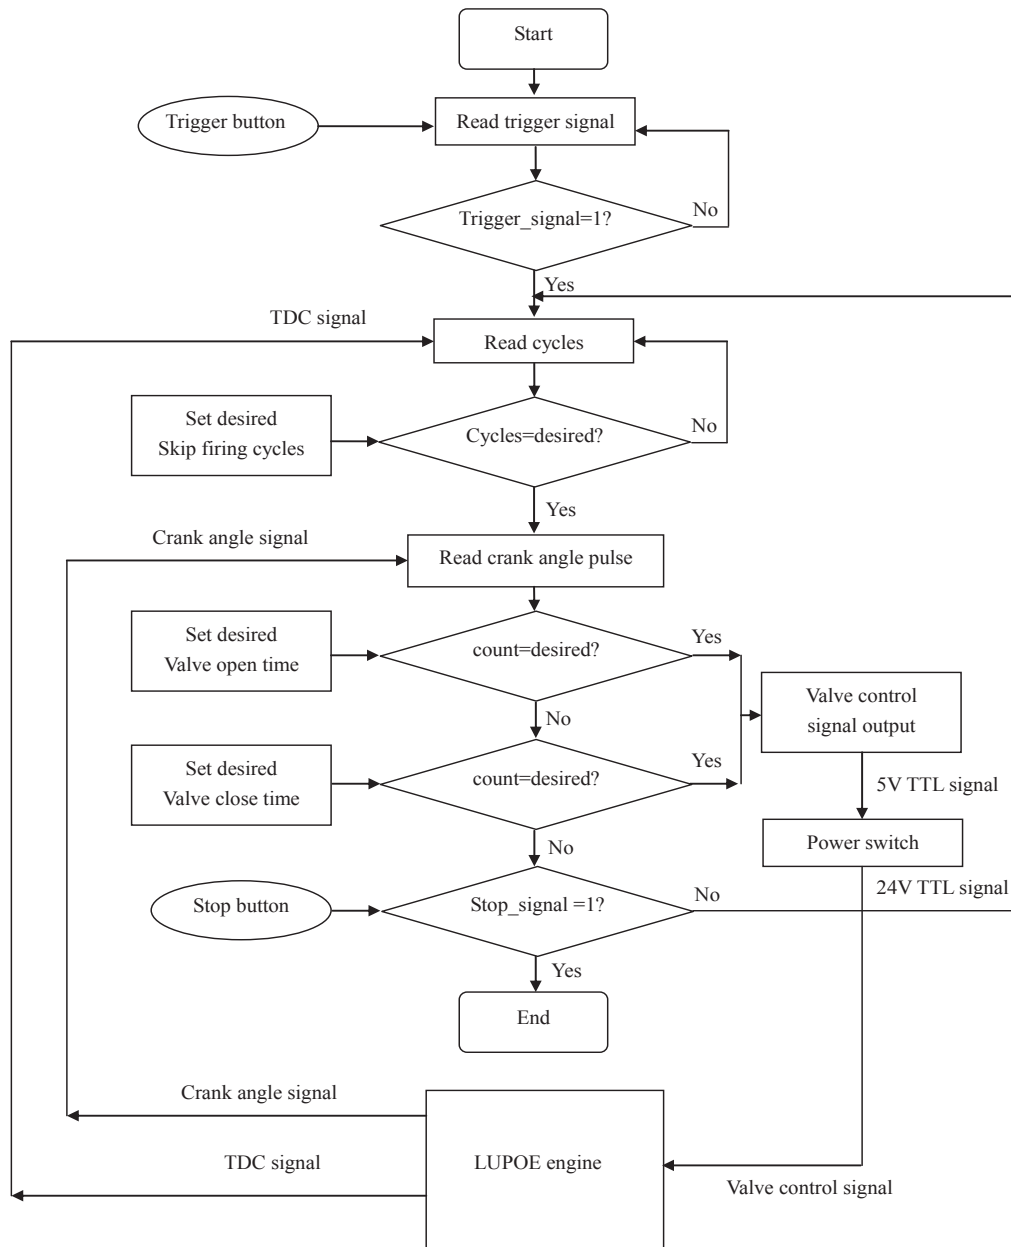 Start
Trigger button
Read trigger signal
Trigger_signal=1?
No
Yes
TDC signal
Read cycles
Set desired
Skip firing cycles
Cycles=desired?
No
Yes
Crank angle signal
Read crank angle pulse
Set desired
Valve open time
count=desired?
Yes
Valve control
signal output
No
Set desired
Valve close time
count=desired?
Yes
5V TTL signal
Power switch
No
24V TTL signal
Stop button
Stop_signal =1?
No
Yes
End
Crank angle signal
LUPOE engine
TDC signal
Valve control signal